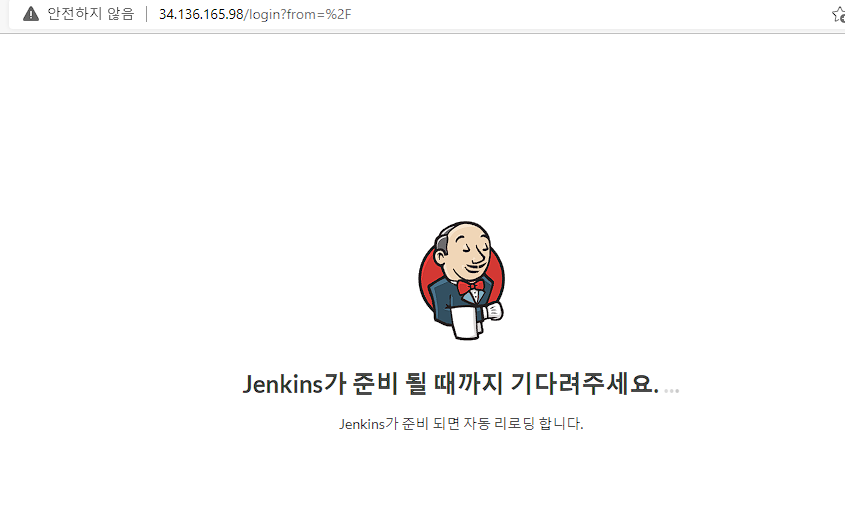 안전하지 않음 | 34.136.165.98/login?from=%2F
Jenkins가 준비 될 때까지 기다려주세요. ...
Jenkins가 준비 되면 자동 리로딩 합니다.